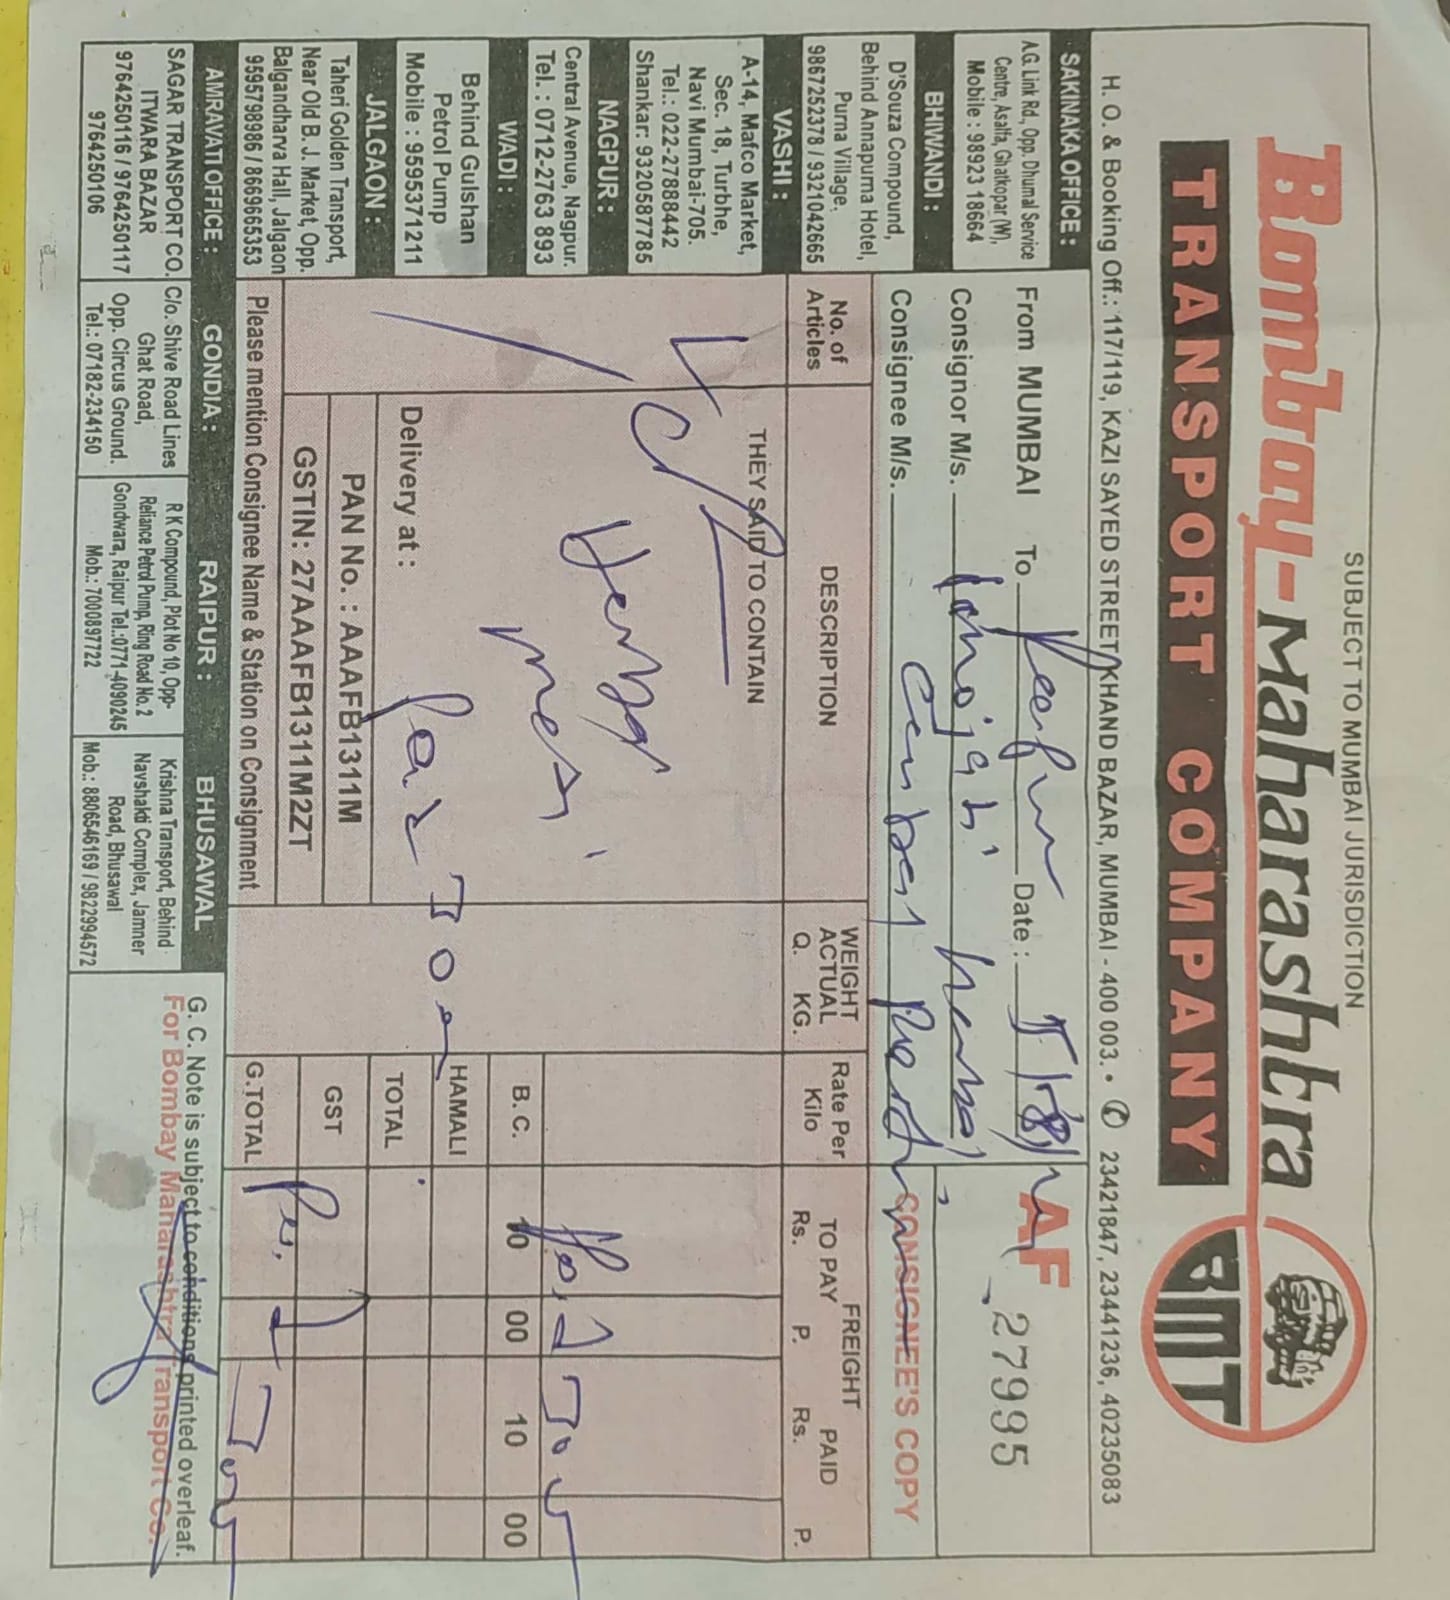 SUBJECT TO MUMBAI JURISDICTION
Bombay-Maharashtra
TRANSPORT COMPANY
BMT
H. O. & Booking Off.: 117/119, KAZI SAYED STREET, KHAND BAZAR, MUMBAI - 400 003. • ✆ 23421847, 23441236, 40235083
SAKINAKA OFFICE :
A.G. Link Rd., Opp. Dhumal Service
Centre, Asalfa, Ghatkopar (W),
Mobile : 98923 18664
BHIWANDI :
D'Souza Compound,
Behind Annapurna Hotel,
Purna Village,
9867252378 / 9321042665
VASHI :
A-14, Mafco Market,
Sec. 18, Turbhe,
Navi Mumbai-705.
Tel.: 022-27888442
Shankar: 9320587785
NAGPUR :
Central Avenue, Nagpur.
Tel. : 0712-2763 893
WADI :
Behind Gulshan
Petrol Pump
Mobile : 9595371211
JALGAON :
Taheri Golden Transport,
Near Old B. J. Market, Opp.
Balgandharva Hall, Jalgaon
9595798986 / 8669665353
From MUMBAI To Date :
AF 27995
Consignor M/s.
Consignee M/s.
CONSIGNEE'S COPY
No. of Articles
DESCRIPTION
WEIGHT ACTUAL Q. KG.
Rate Per Kilo
FREIGHT
TO PAY Rs. P.
PAID Rs. P.
THEY SAID TO CONTAIN
B. C. 10 00 10 00
HAMALI
TOTAL
GST
G.TOTAL
Delivery at :
PAN No. : AAAFB1311M
GSTIN: 27AAAFB1311M2ZT
Please mention Consignee Name & Station on Consignment
AMRAVATI OFFICE :
SAGAR TRANSPORT CO.
ITWARA BAZAR
9764250116 / 9764250117
9764250106
GONDIA :
C/o. Shive Road Lines
Ghat Road,
Opp. Circus Ground.
Tel.: 07182-234150
RAIPUR :
R K Compound, Plot No 10, Opp-
Reliance Petrol Pump, Ring Road No. 2
Gondwara, Raipur Tel.:0771-4090245
Mob.: 700089722
BHUSAWAL
Krishna Transport, Behind
Navshakti Complex, Jamner
Road, Bhusawal
Mob.: 8806546169 / 9822994572
G. C. Note is subject to conditions printed overleaf.
For Bombay Maharashtra Transport Co.